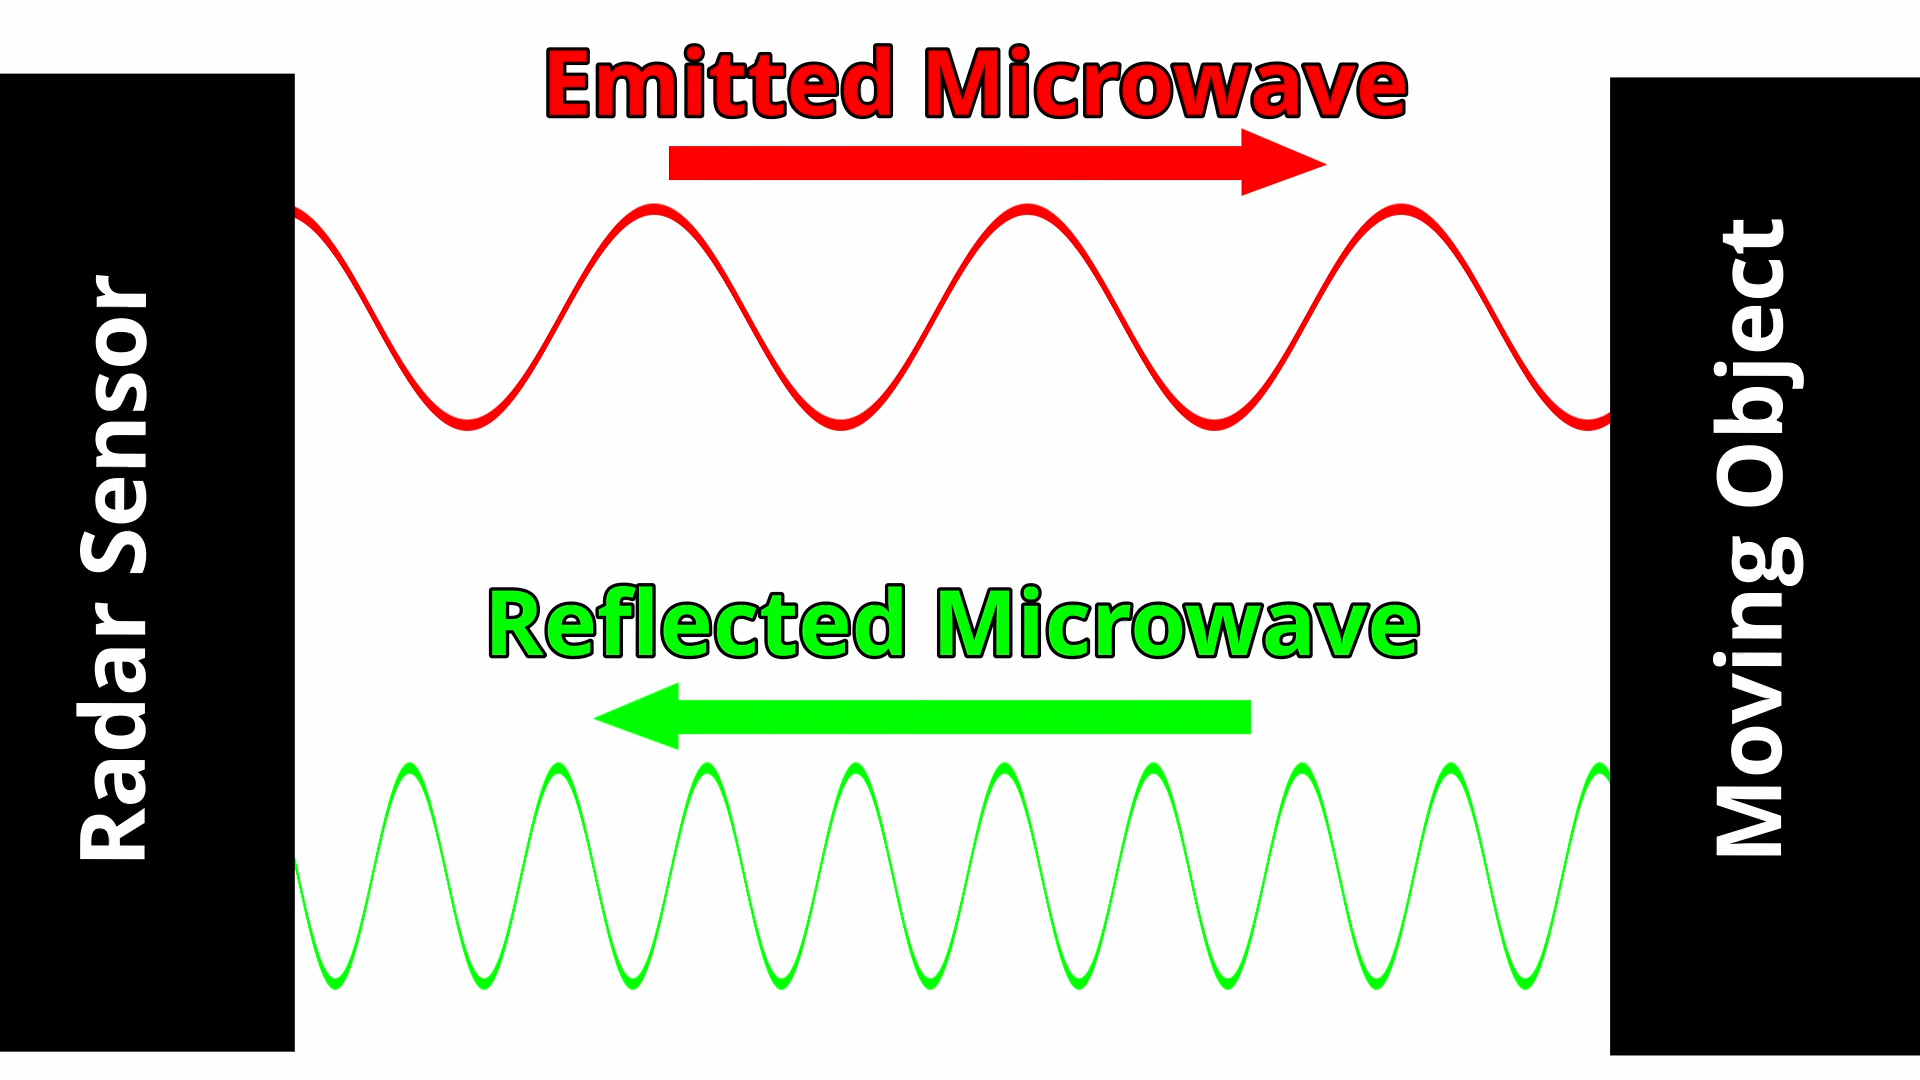 Emitted Microwave
Radar Sensor
Moving Object
Reflected Microwave